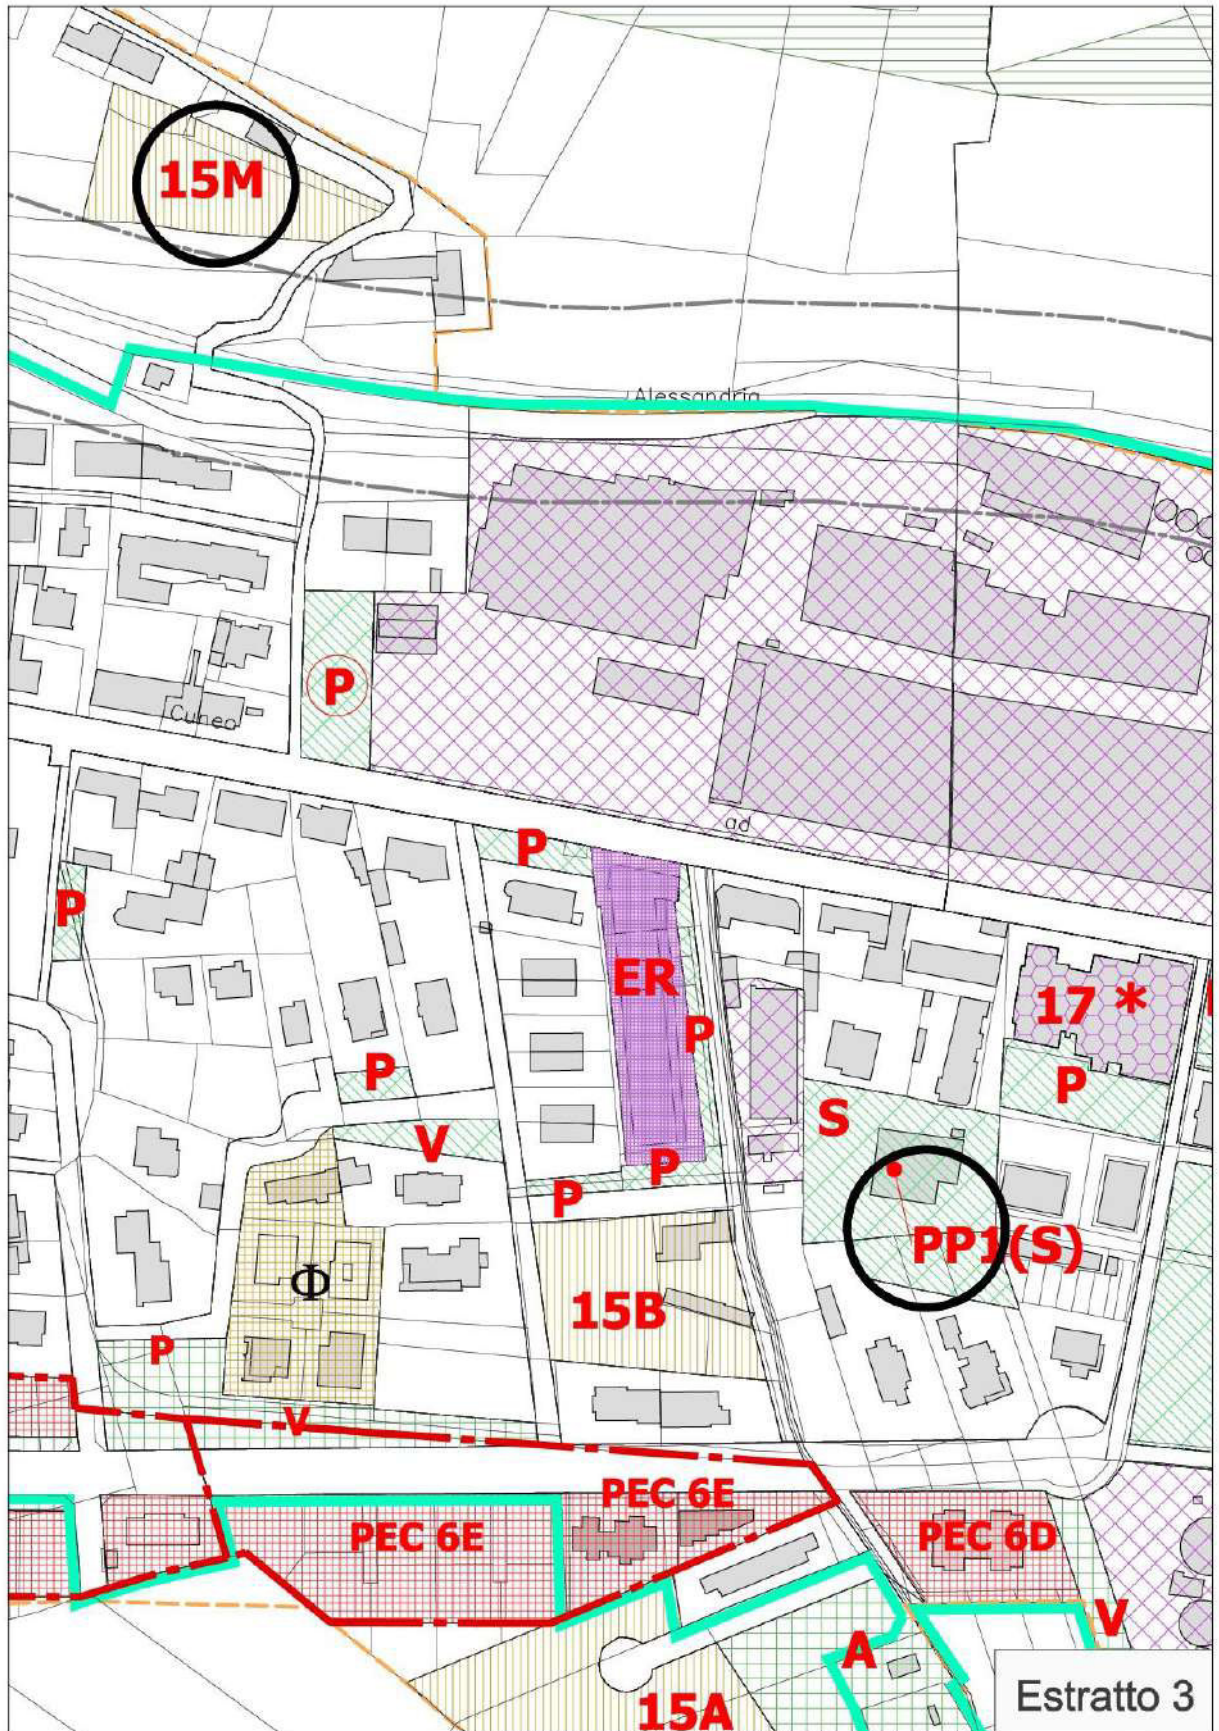 15M
Alessandria
P
Cuneo
ad
P
P
ER
17 *
P
P
P
S
V
P
P
PP1(S)
Φ
15B
P
V
PEC 6E
PEC 6E
PEC 6D
V
A
15A
Estratto 3